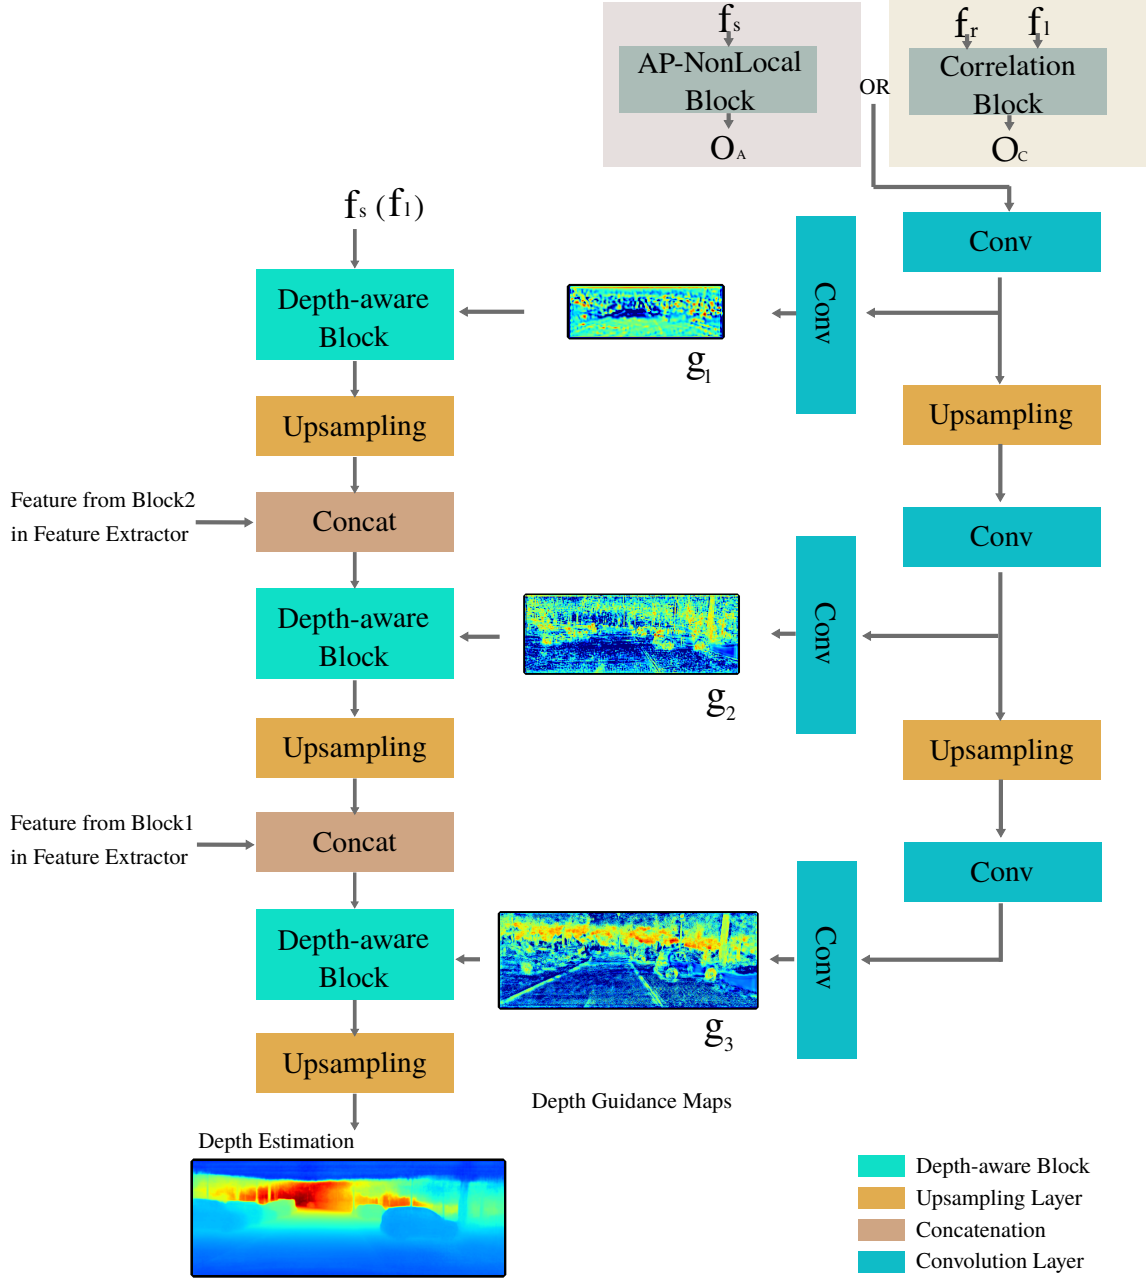 fs
AP-NonLocal
Block
OA
OR
fr
fl
Correlation
Block
OC
fs (fl)
Depth-aware
Block
Upsampling
Feature from Block2
in Feature Extractor
Concat
Depth-aware
Block
Upsampling
Feature from Block1
in Feature Extractor
Concat
Depth-aware
Block
Upsampling
Depth Estimation
g1
g2
g3
Depth Guidance Maps
Conv
Conv
Conv
Conv
Upsampling
Conv
Upsampling
Conv
Depth-aware Block
Upsampling Layer
Concatenation
Convolution Layer